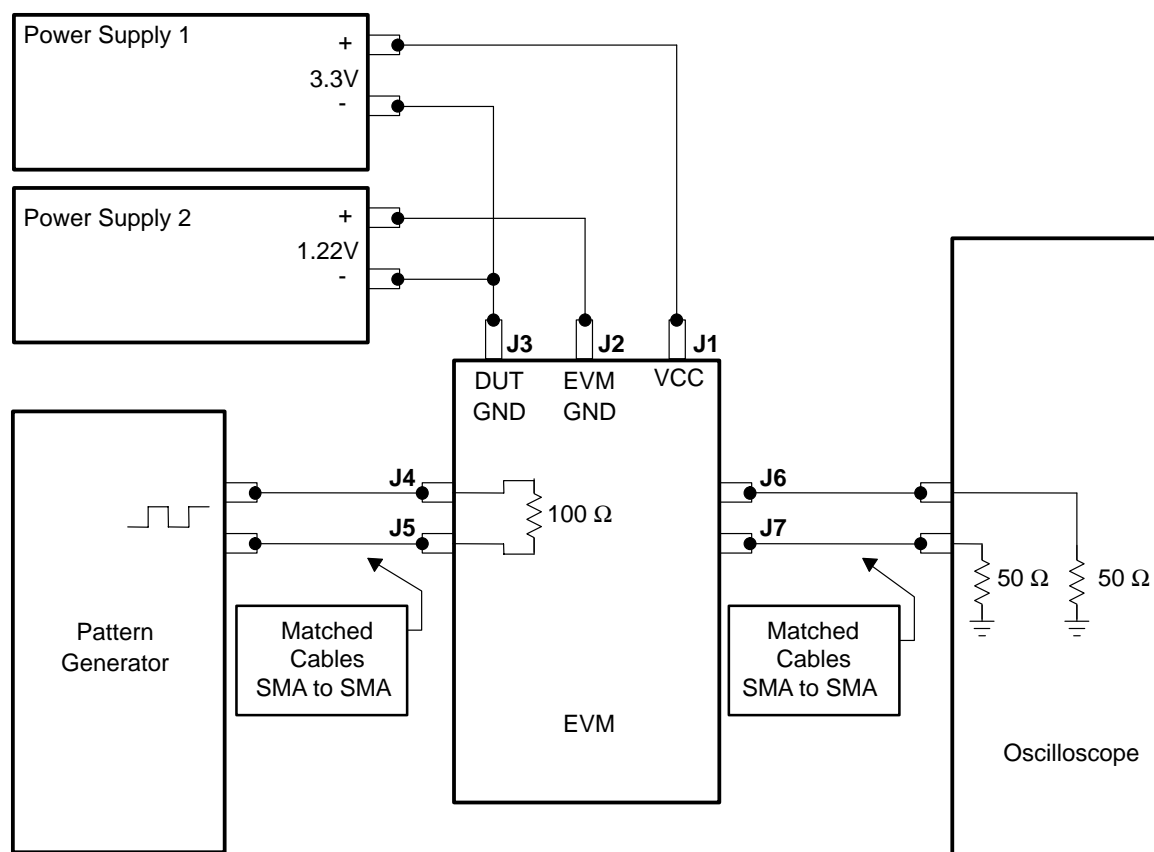 Power Supply 1
+
3.3V
-
Power Supply 2
+
1.22V
-
J3
J2
J1
DUT
GND
EVM
GND
VCC
J4
J5
100 Ω
J6
J7
50 Ω
50 Ω
Pattern
Generator
Matched
Cables
SMA to SMA
Matched
Cables
SMA to SMA
EVM
Oscilloscope